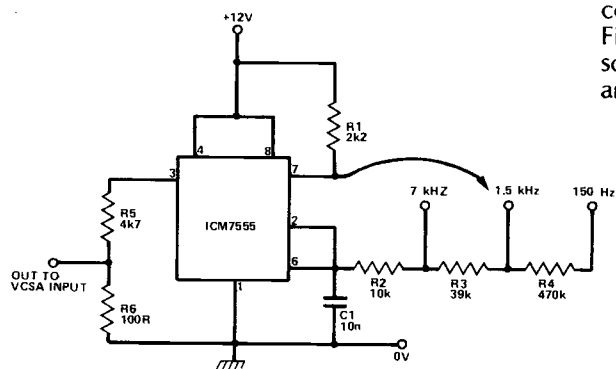 +12V
co
Fi
so
ar
R1
2k2
4
8
3
7
7 kHZ
1.5 kHz
150 Hz
R5
4k7
ICM7555
2
6
OUT TO
VCSA INPUT
R2
10k
R3
39k
R4
470k
R6
100R
1
C1
10n
0V